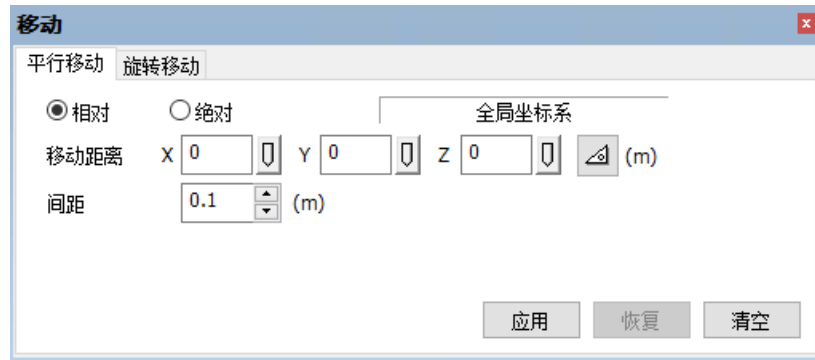 移动
平行移动 旋转移动
相对 绝对 全局坐标系
移动距离 X 0 Y 0 Z 0 (m)
间距 0.1 (m)
应用 恢复 清空